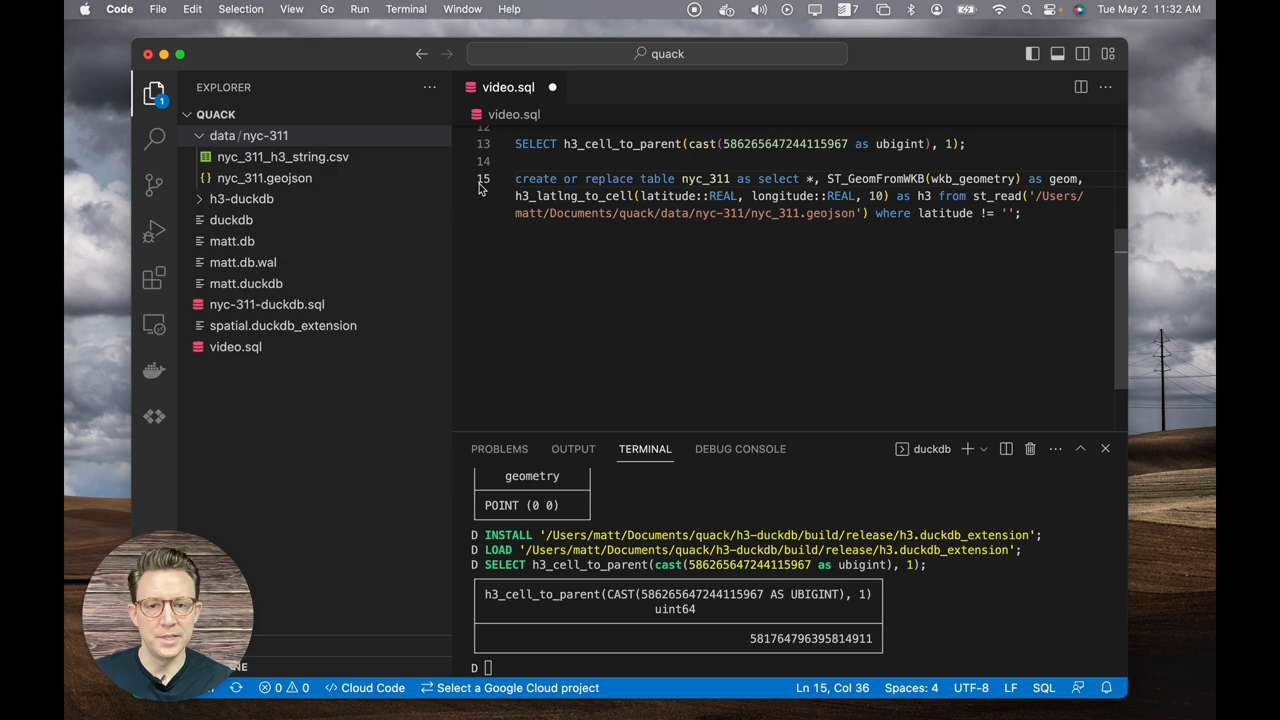 Code File Edit Selection View Go Run Terminal Window Help 7 Tue May 2 11:32 AM
quack
EXPLORER
video.sql
QUACK
video.sql
data / nyc-311
nyc_311_h3_string.csv
nyc_311.geojson
h3-duckdb
duckdb
matt.db
matt.db.wal
matt.duckdb
nyc-311-duckdb.sql
spatial.duckdb_extension
video.sql
1
12
13 SELECT h3_cell_to_parent(cast(586265647244115967 as ubigint), 1);
14
15 create or replace table nyc_311 as select *, ST_GeomFromWKB(wkb_geometry) as geom,
h3_latlng_to_cell(latitude::REAL, longitude::REAL, 10) as h3 from st_read('/Users/
matt/Documents/quack/data/nyc-311/nyc_311.geojson') where latitude != '';
PROBLEMS OUTPUT TERMINAL DEBUG CONSOLE duckdb
geometry
POINT (0 0)
D INSTALL '/Users/matt/Documents/quack/h3-duckdb/build/release/h3.duckdb_extension';
D LOAD '/Users/matt/Documents/quack/h3-duckdb/build/release/h3.duckdb_extension';
D SELECT h3_cell_to_parent(cast(586265647244115967 as ubigint), 1);
h3_cell_to_parent(CAST(586265647244115967 AS UBIGINT), 1)
uint64
581764796395814911
D
NE
0 0 Cloud Code Select a Google Cloud project Ln 15, Col 36 Spaces: 4 UTF-8 LF SQL